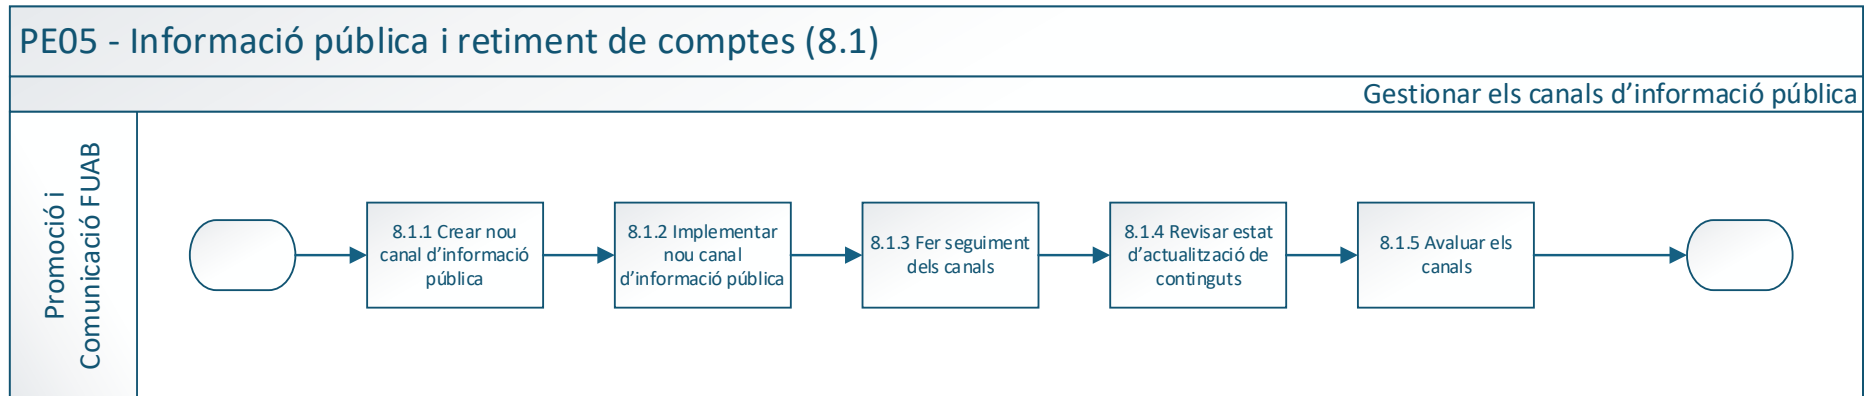 PE05 - Informació pública i retiment de comptes (8.1)
Gestionar els canals d’informació pública
Promoció i
Comunicació FUAB
8.1.1 Crear nou
canal d’informació
pública
8.1.2 Implementar
nou canal
d’informació pública
8.1.3 Fer seguiment
dels canals
8.1.4 Revisar estat
d’actualització de
continguts
8.1.5 Avaluar els
canals